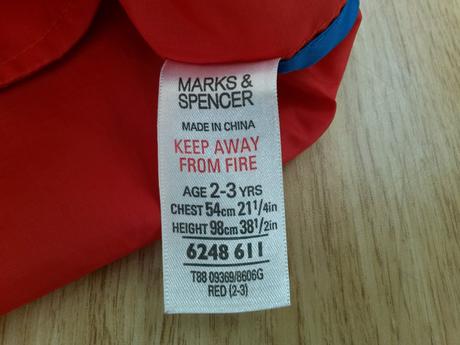 MARKS &
SPENCER
MADE IN CHINA
KEEP AWAY
FROM FIRE
AGE 2-3 YRS
CHEST 54cm 21¼in
HEIGHT 98cm 38½in
6248 611
T88 09369/8606G
RED (2-3)